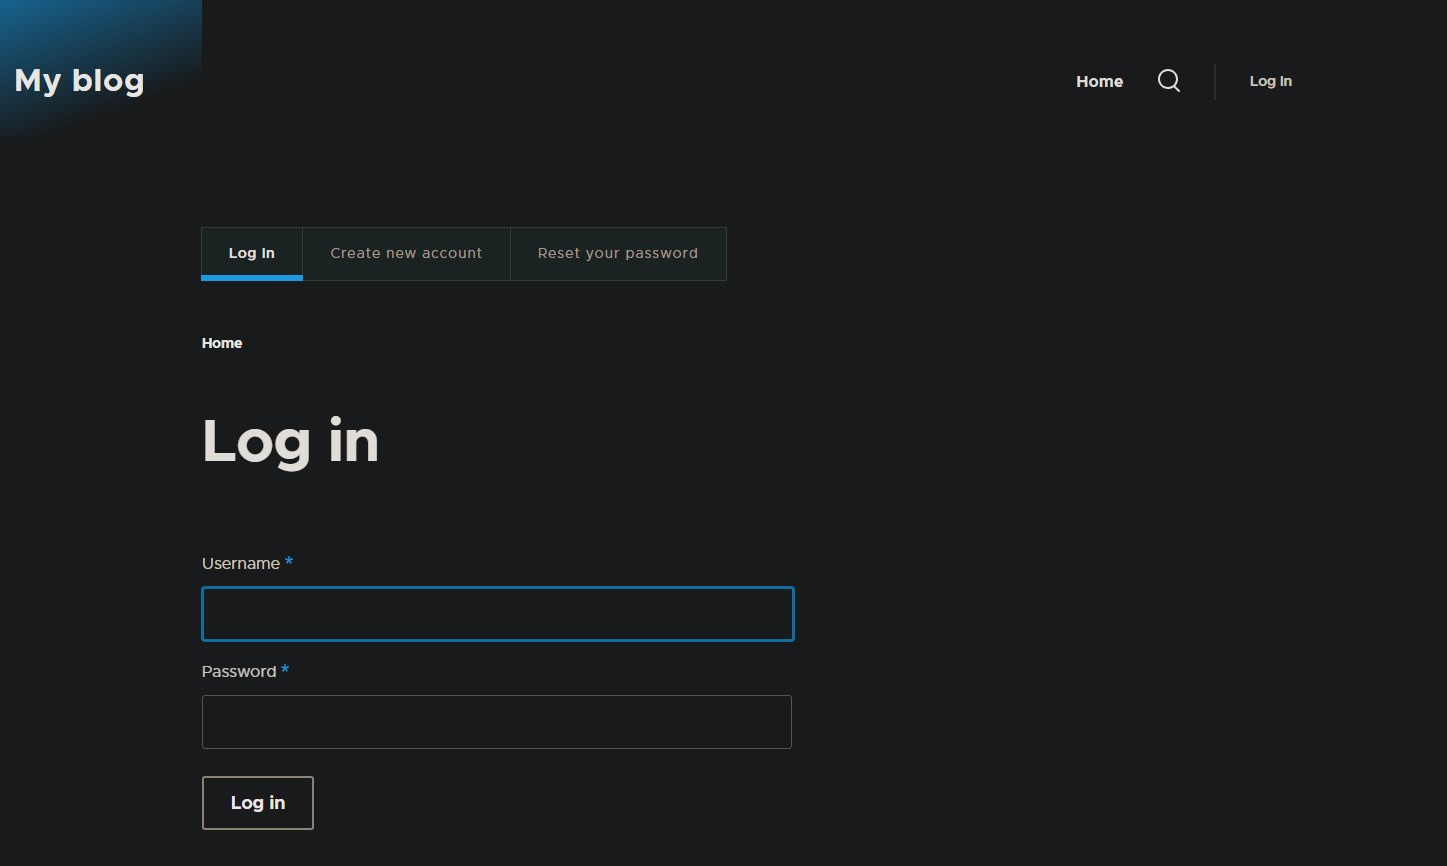 My blog
Home Log in
Log in Create new account Reset your password
Home
Log in
Username *
Password *
Log in